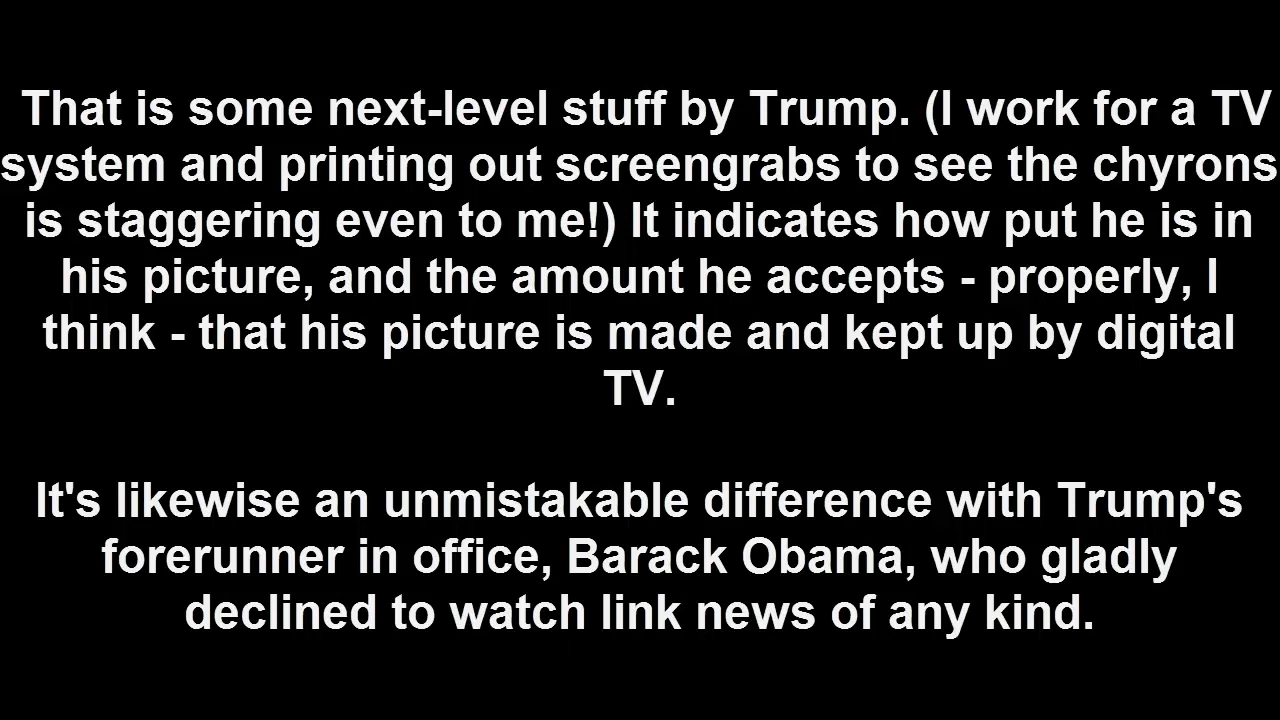 That is some next-level stuff by Trump. (I work for a TV
system and printing out screengrabs to see the chyrons
is staggering even to me!) It indicates how put he is in
his picture, and the amount he accepts - properly, I
think - that his picture is made and kept up by digital
TV.
It's likewise an unmistakable difference with Trump's
forerunner in office, Barack Obama, who gladly
declined to watch link news of any kind.